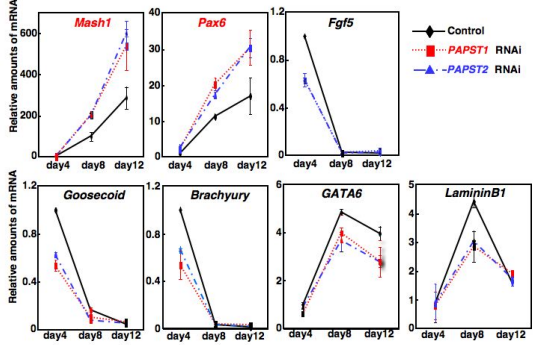 Mash1
Pax6
Fgf5
Relative amounts of mRNA
600
400
200
0
day4 day8 day12
40
30
20
10
0
day4 day8 day12
1.2
0.8
0.4
0
day4 day8 day12
Control
PAPST1 RNAi
PAPST2 RNAi
Goosecoid
Brachyury
GATA6
LamininB1
Relative amounts of mRNA
1.2
0.8
0.4
0
day4 day8 day12
1.2
0.8
0.4
0
day4 day8 day12
6
4
2
0
day4 day8 day12
5
4
3
2
1
0
day4 day8 day12